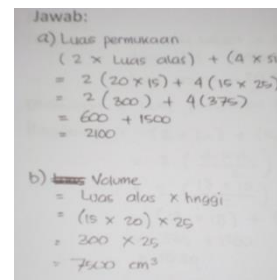 Jawab:
a) Luas permukaan
( 2 × Luas alas) + (4 × si
= 2 (20 × 15) + 4 (15 × 25)
= 2 (300) + 4 (375)
= 600 + 1500
= 2100
b) Volume
= Luas alas × tinggi
= (15 × 20) × 25
= 300 × 25
= 7500 cm³